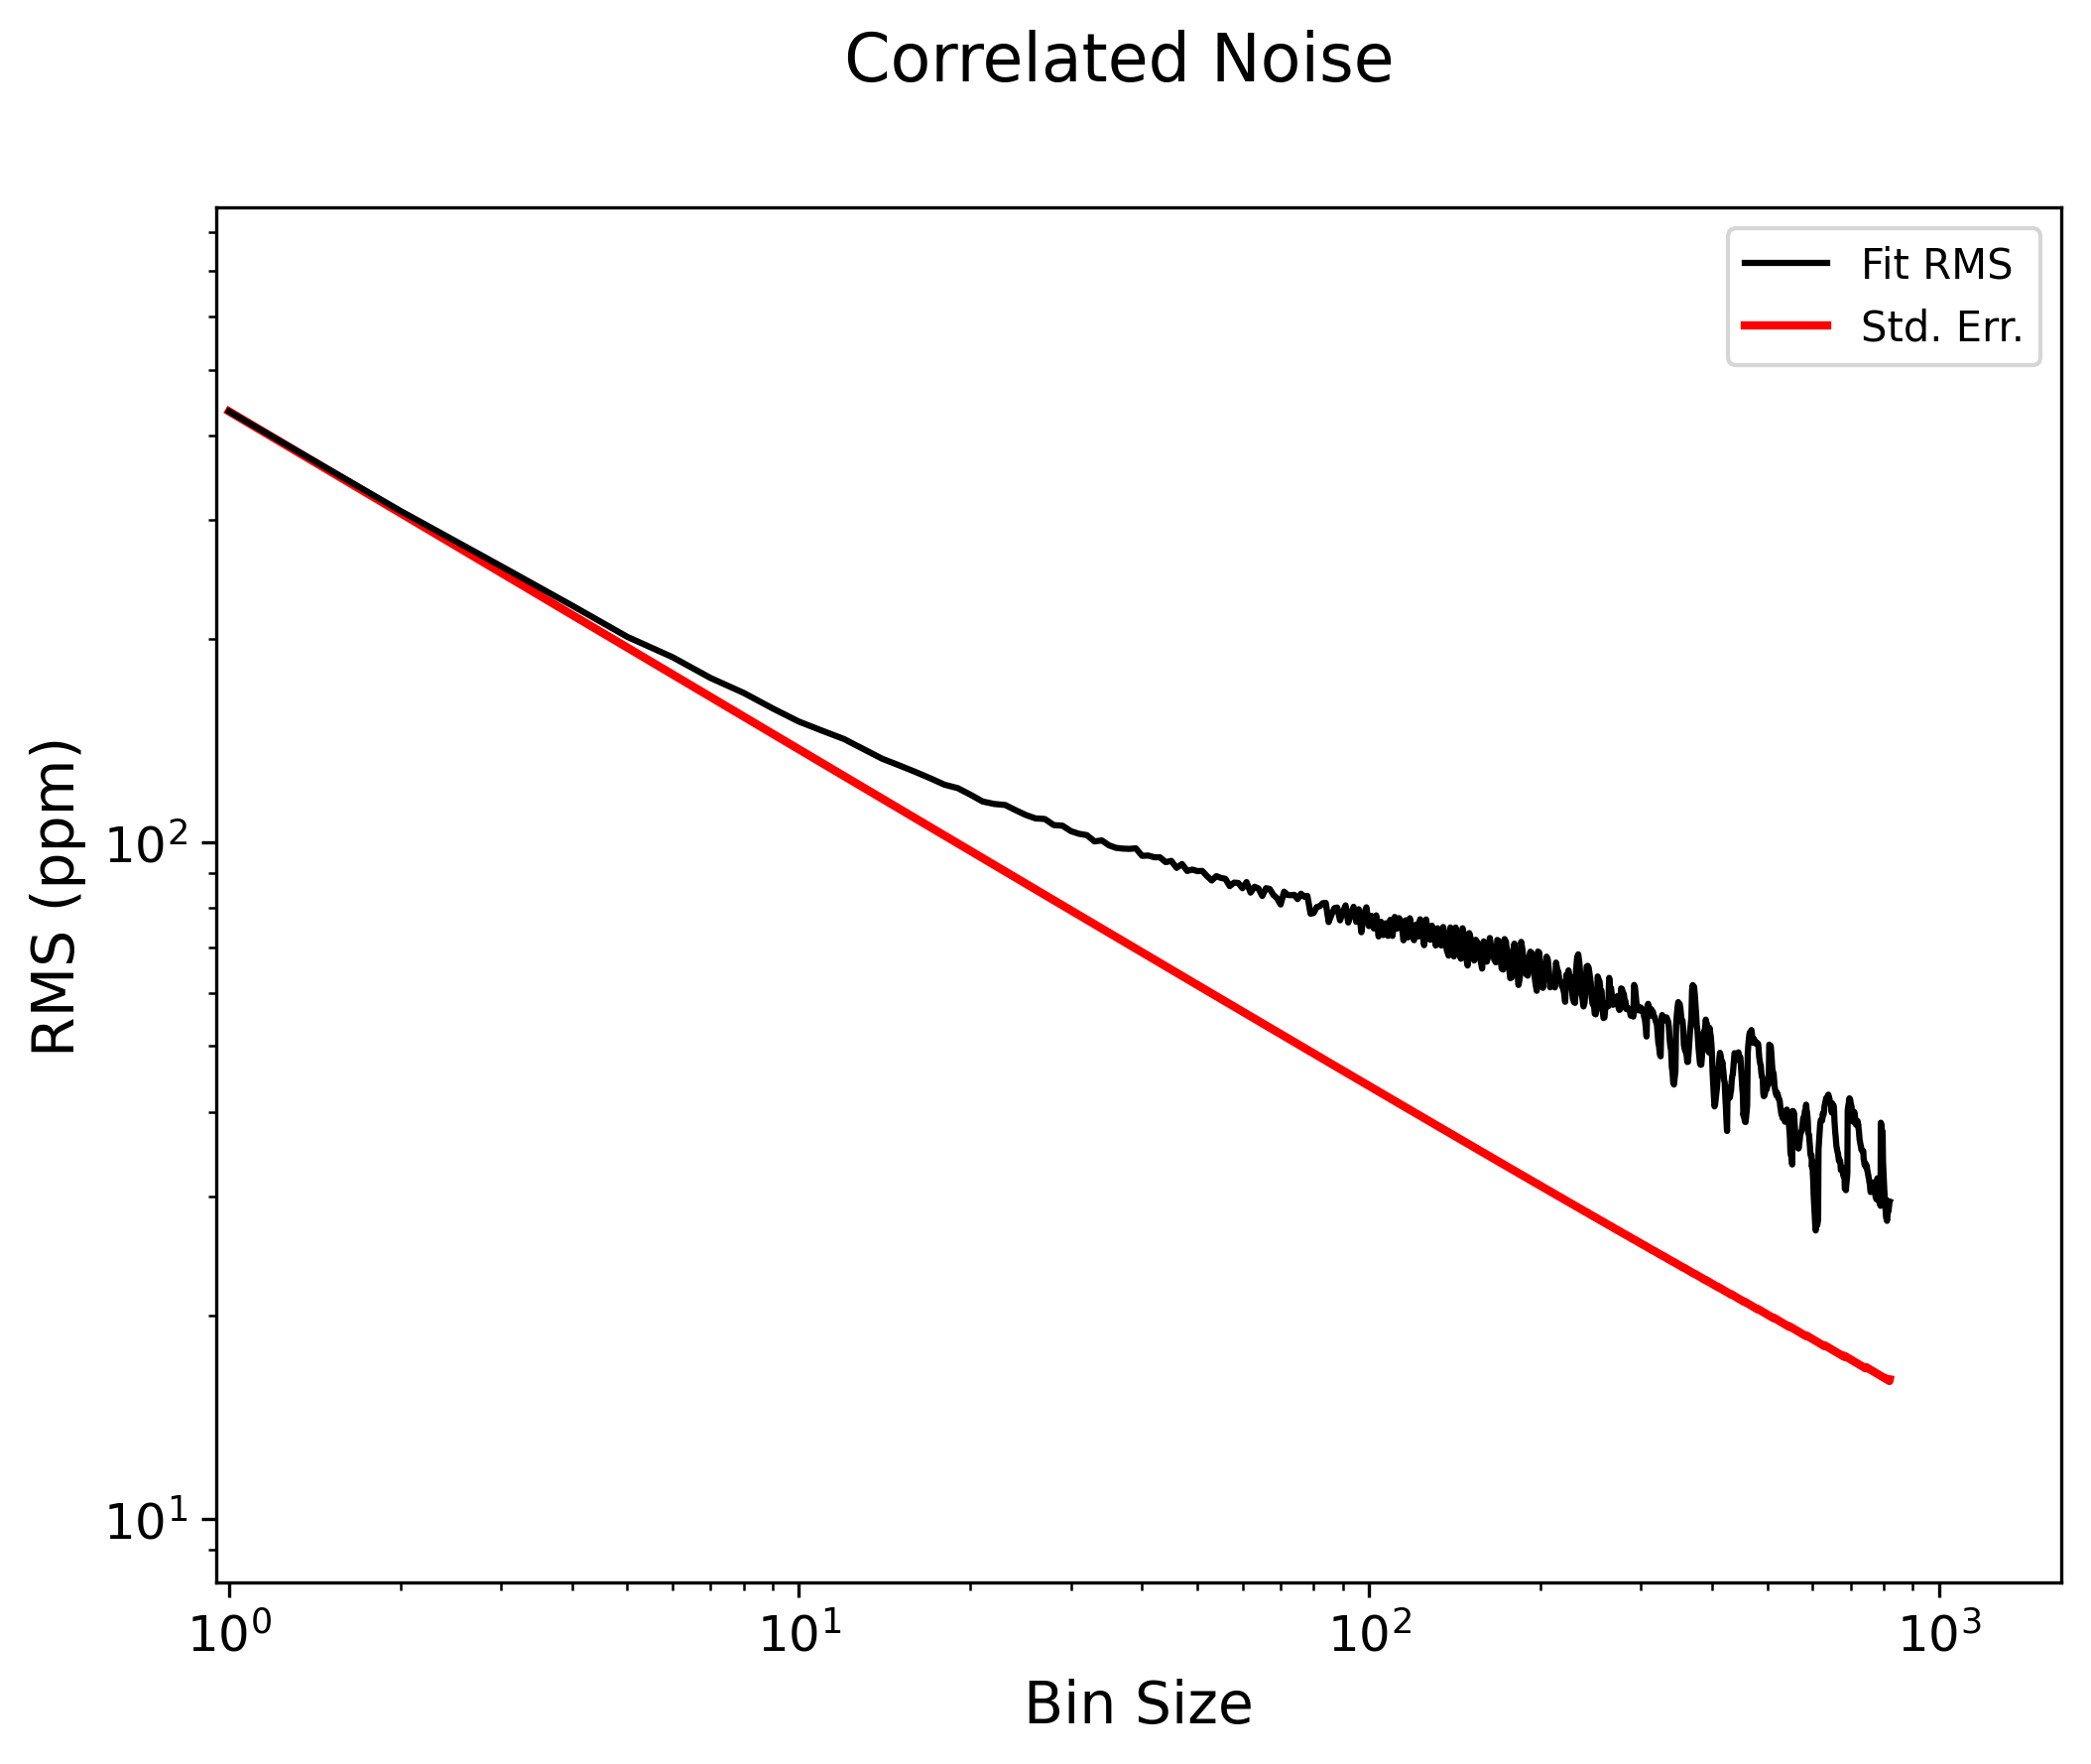 Correlated Noise
Fit RMS
Std. Err.
RMS (ppm)
10²
10¹
10⁰ 10¹ 10² 10³
Bin Size